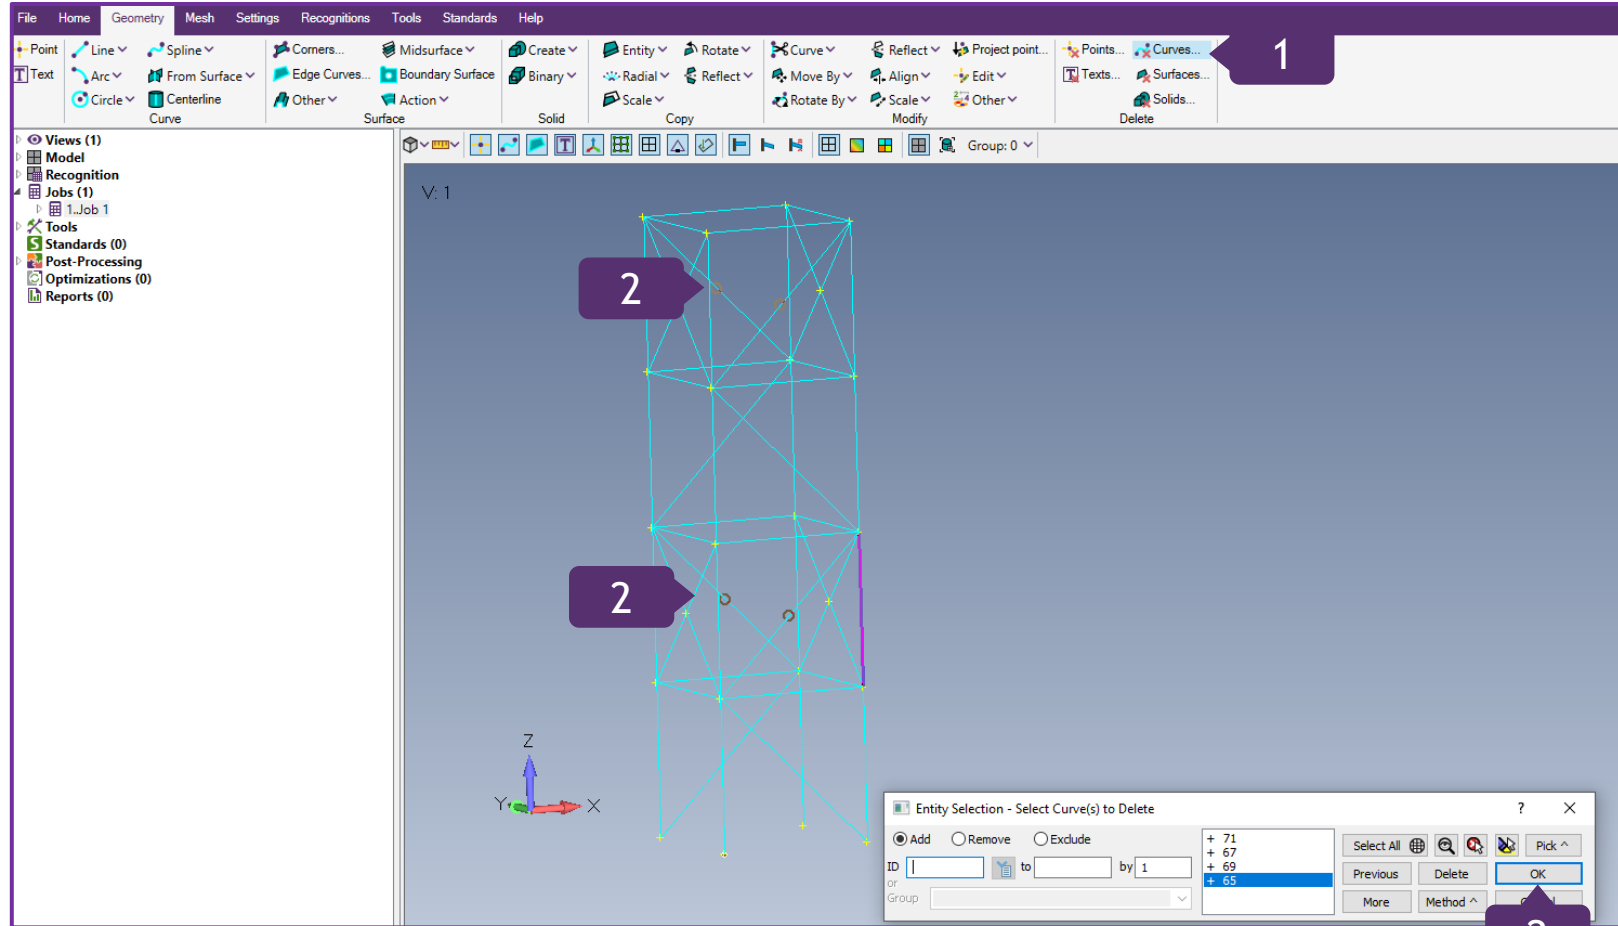 File Home Geometry Mesh Settings Recognitions Tools Standards Help
Point Line Spline Corners... Midsurface Create Entity Rotate Curve Reflect Project point... Points... Curves...
1
Text Arc From Surface Edge Curves... Boundary Surface Binary Radial Reflect Move By Align Edit Texts... Surfaces...
Circle Centerline Other Action Scale Rotate By Scale Other Solids...
Curve Surface Solid Copy Modify Delete
Views (1)
Model
Recognition
Jobs (1)
1..Job 1
Tools
Standards (0)
Post-Processing
Optimizations (0)
Reports (0)
Group: 0
V: 1
2
2
Z
Y X
Entity Selection - Select Curve(s) to Delete ? X
Add Remove Exclude
+ 71
+ 67
+ 69
+ 65
Select All Pick ^
ID to by 1
Previous Delete OK
or
Group
More Method ^